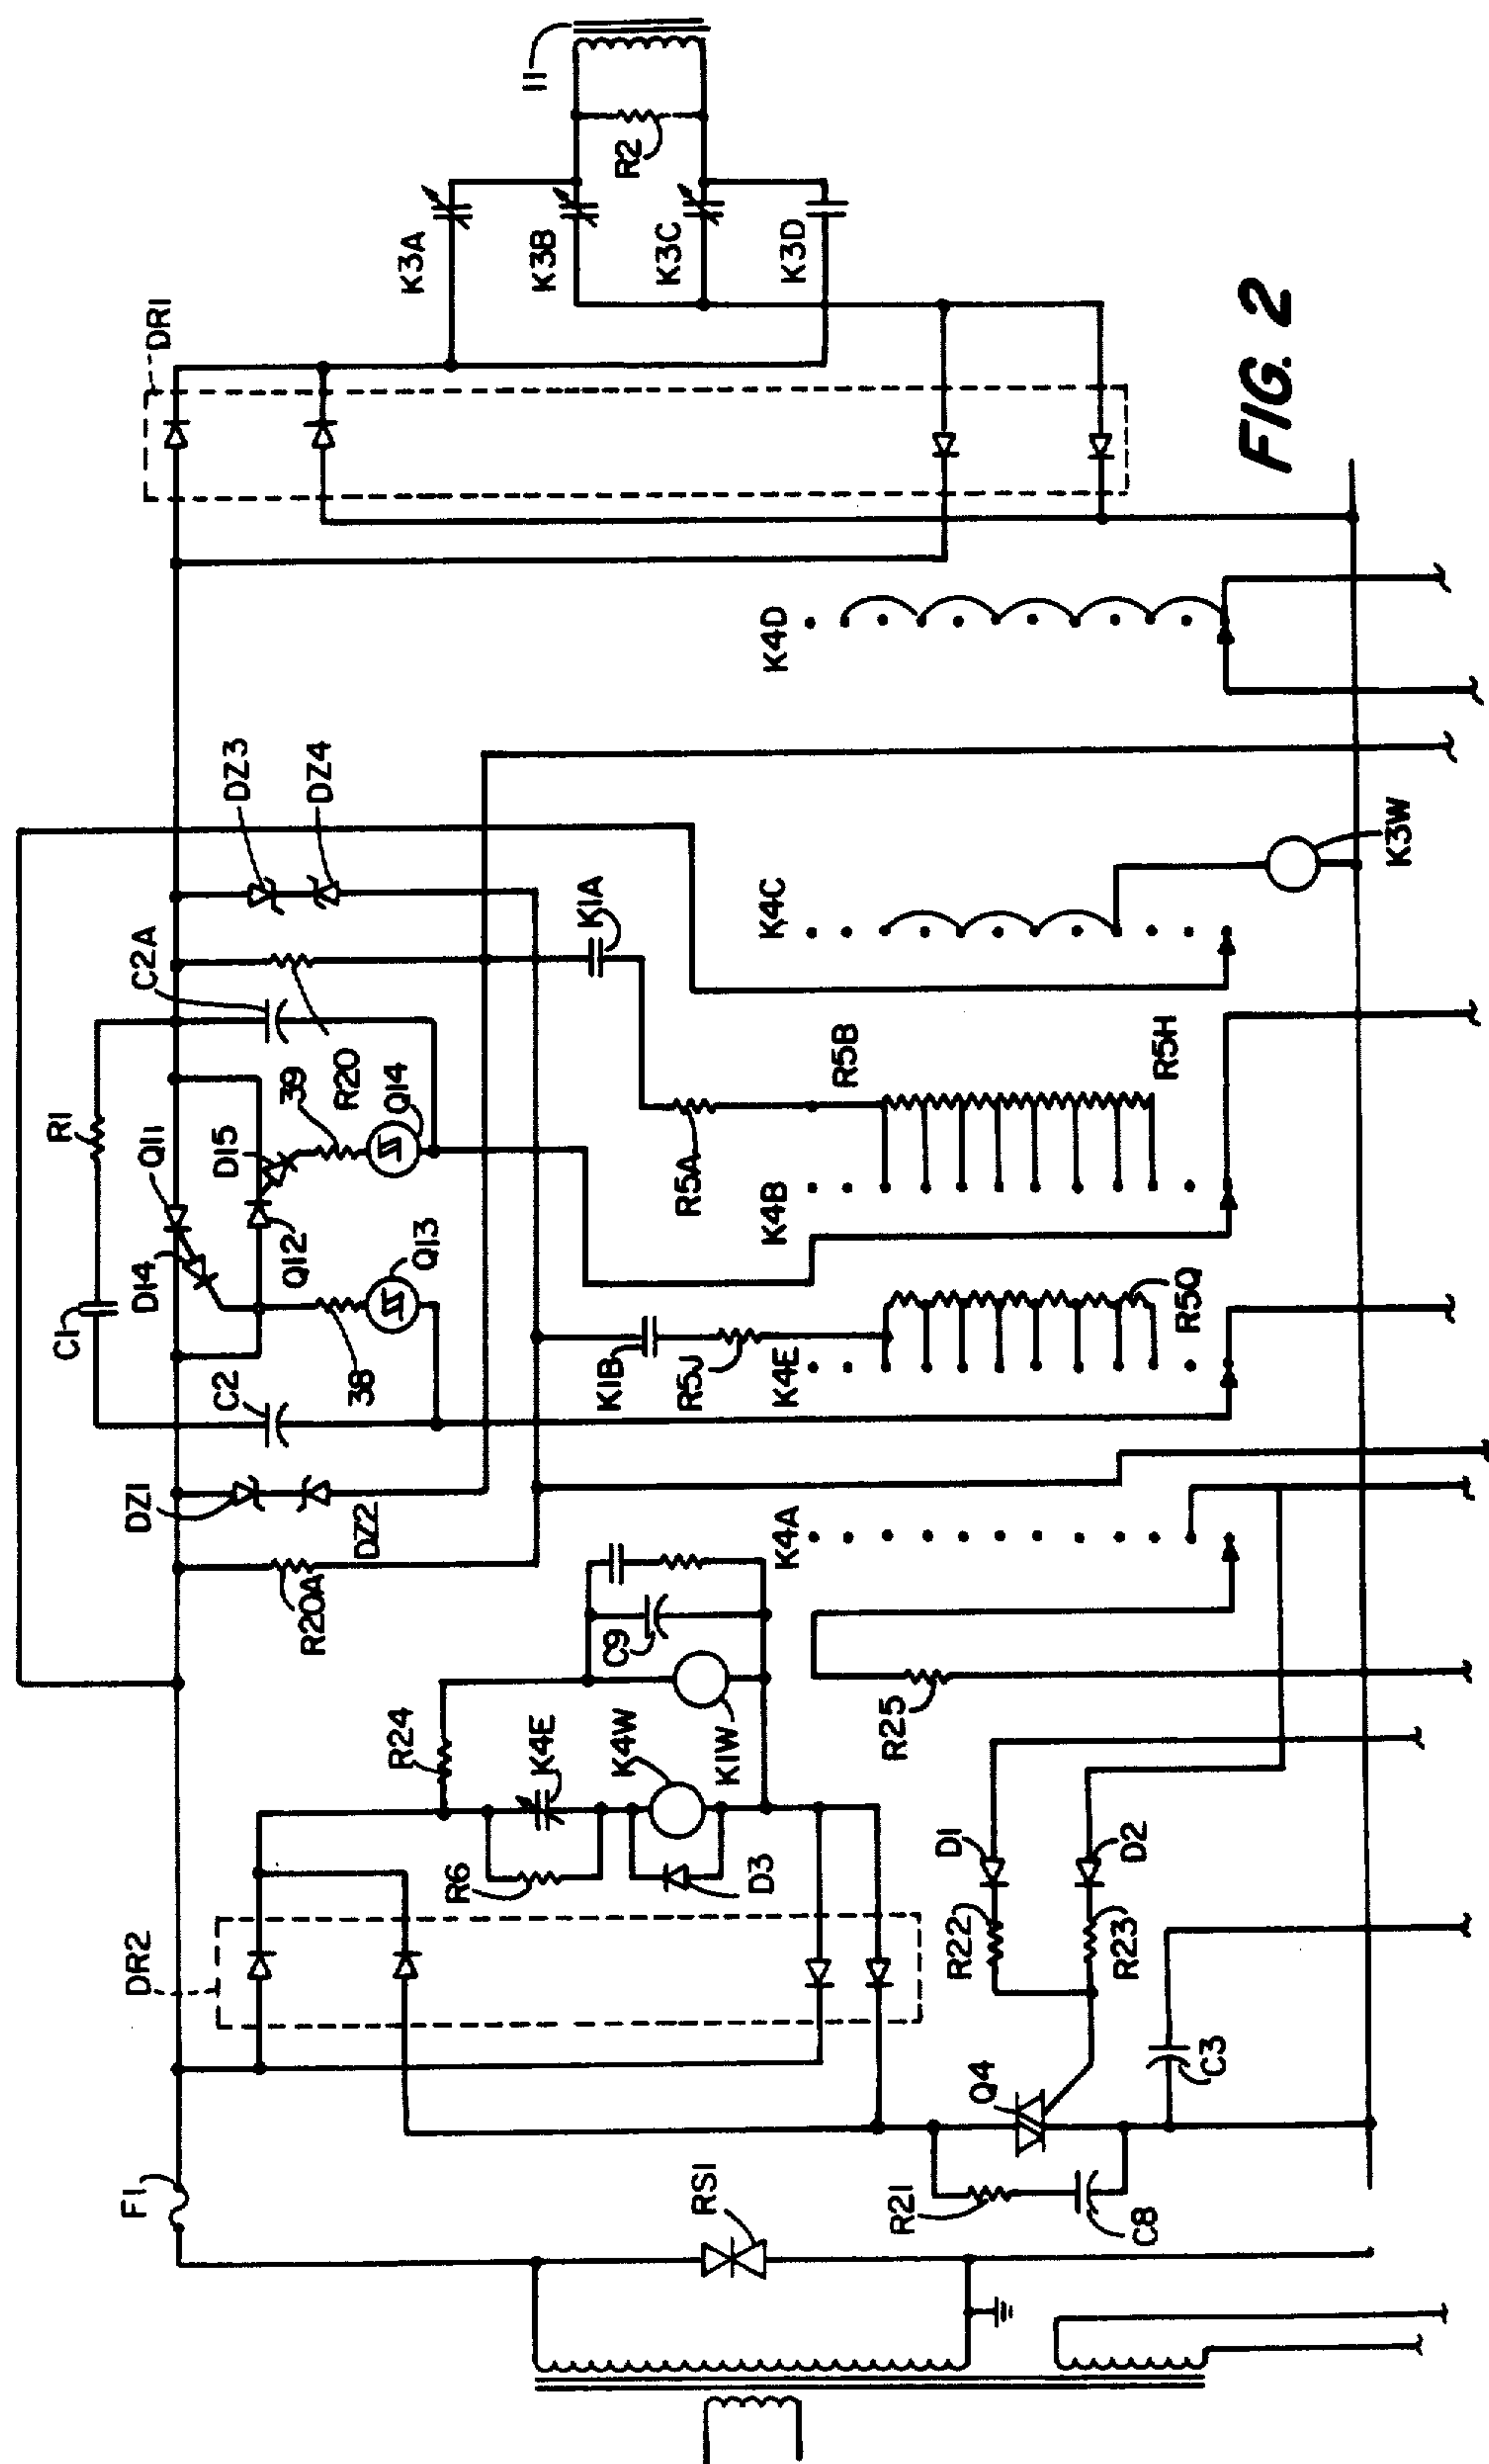 F1
RS1
DR2
R21
C8
Q4
C3
R22
R23
D1
D2
R6
D3
K4E
K4W
K1W
R24
C9
R25
R20A
DZ1
DZ2
K4A
C2
C1
38
Q13
D14
Q12
Q11
D15
39
Q14
R1
C2A
R20
K1B
R5J
K4E
R5Q
K4B
R5A
R5B
R5H
K1A
DZ3
DZ4
K4C
K3W
K4D
DR1
K3A
K3B
K3C
K3D
R2
11
FIG. 2